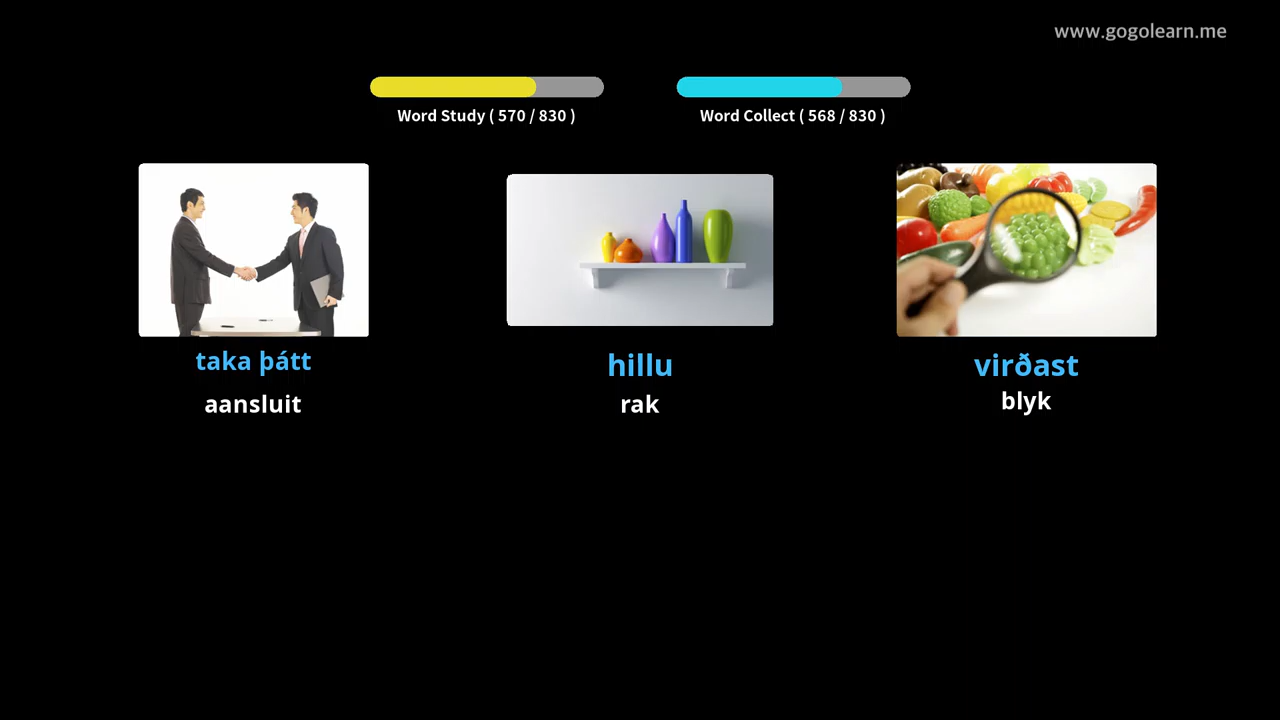 www.gogolearn.me
Word Study ( 570 / 830 )
Word Collect ( 568 / 830 )
taka þátt
aansluit
hillu
rak
virðast
blyk